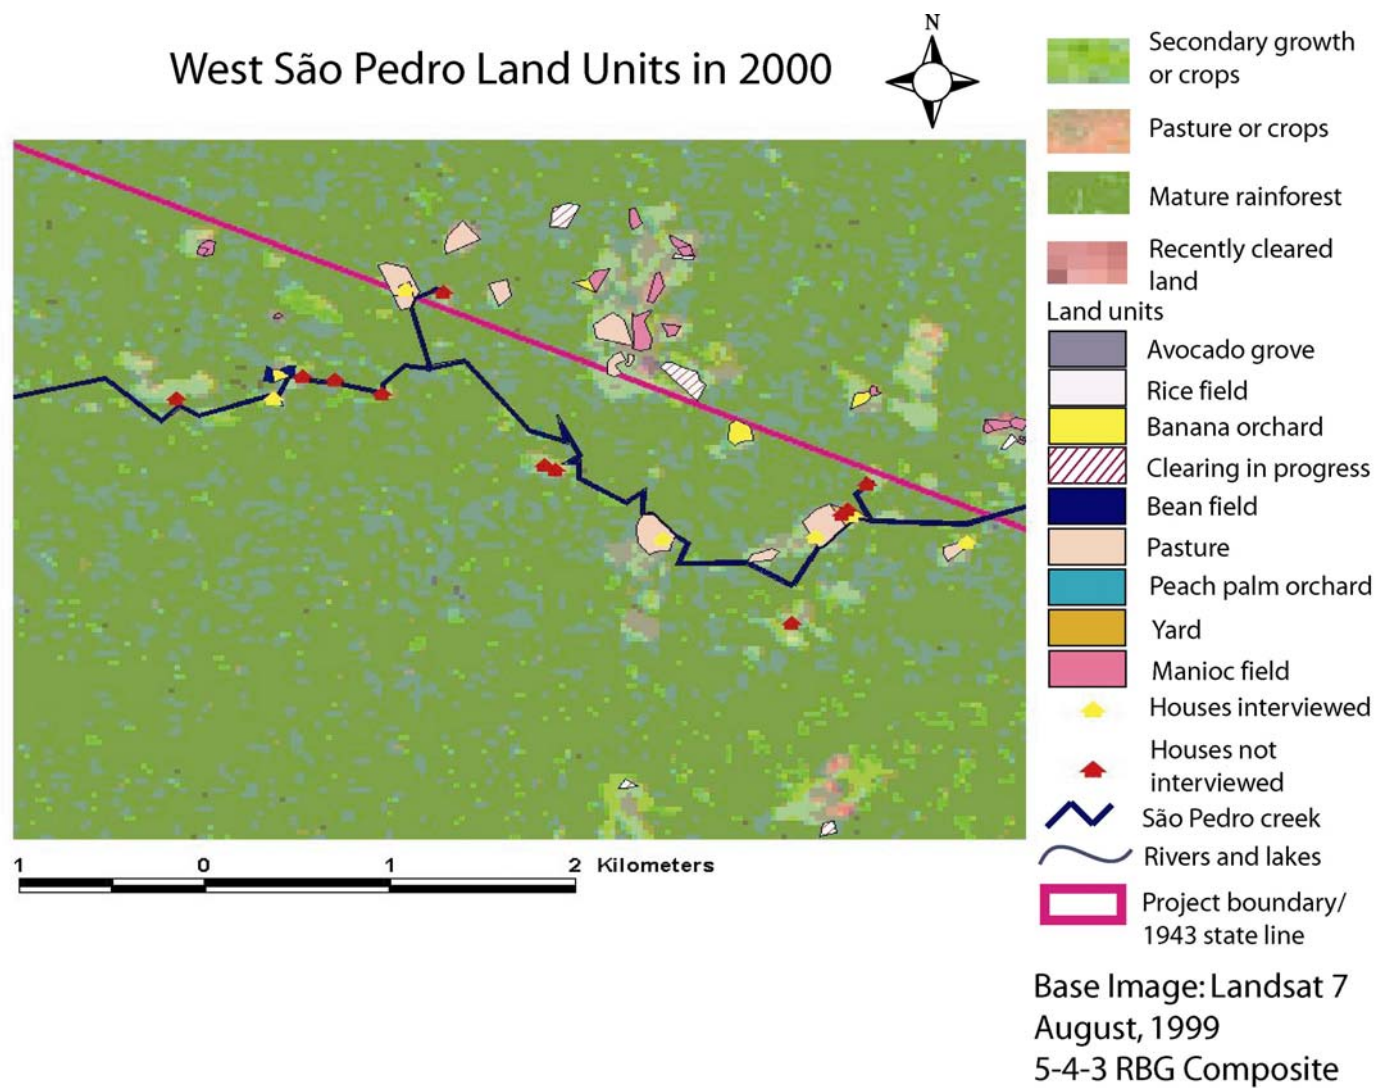 West São Pedro Land Units in 2000
N
Secondary growth
or crops
Pasture or crops
Mature rainforest
Recently cleared
land
Land units
Avocado grove
Rice field
Banana orchard
Clearing in progress
Bean field
Pasture
Peach palm orchard
Yard
Manioc field
Houses interviewed
Houses not
interviewed
São Pedro creek
Rivers and lakes
Project boundary/
1943 state line
1 0 1 2 Kilometers
Base Image: Landsat 7
August, 1999
5-4-3 RBG Composite